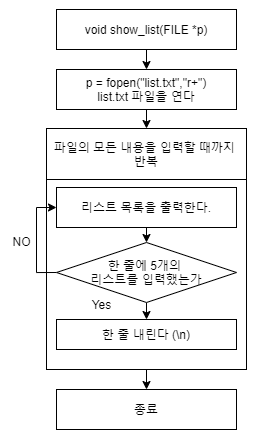 void show_list(FILE *p)
p = fopen("list.txt","r+")
list.txt 파일을 연다
파일의 모든 내용을 입력할 때까지
반복
리스트 목록을 출력한다.
NO
한 줄에 5개의
리스트를 입력했는가
Yes
한 줄 내린다 (\n)
종료